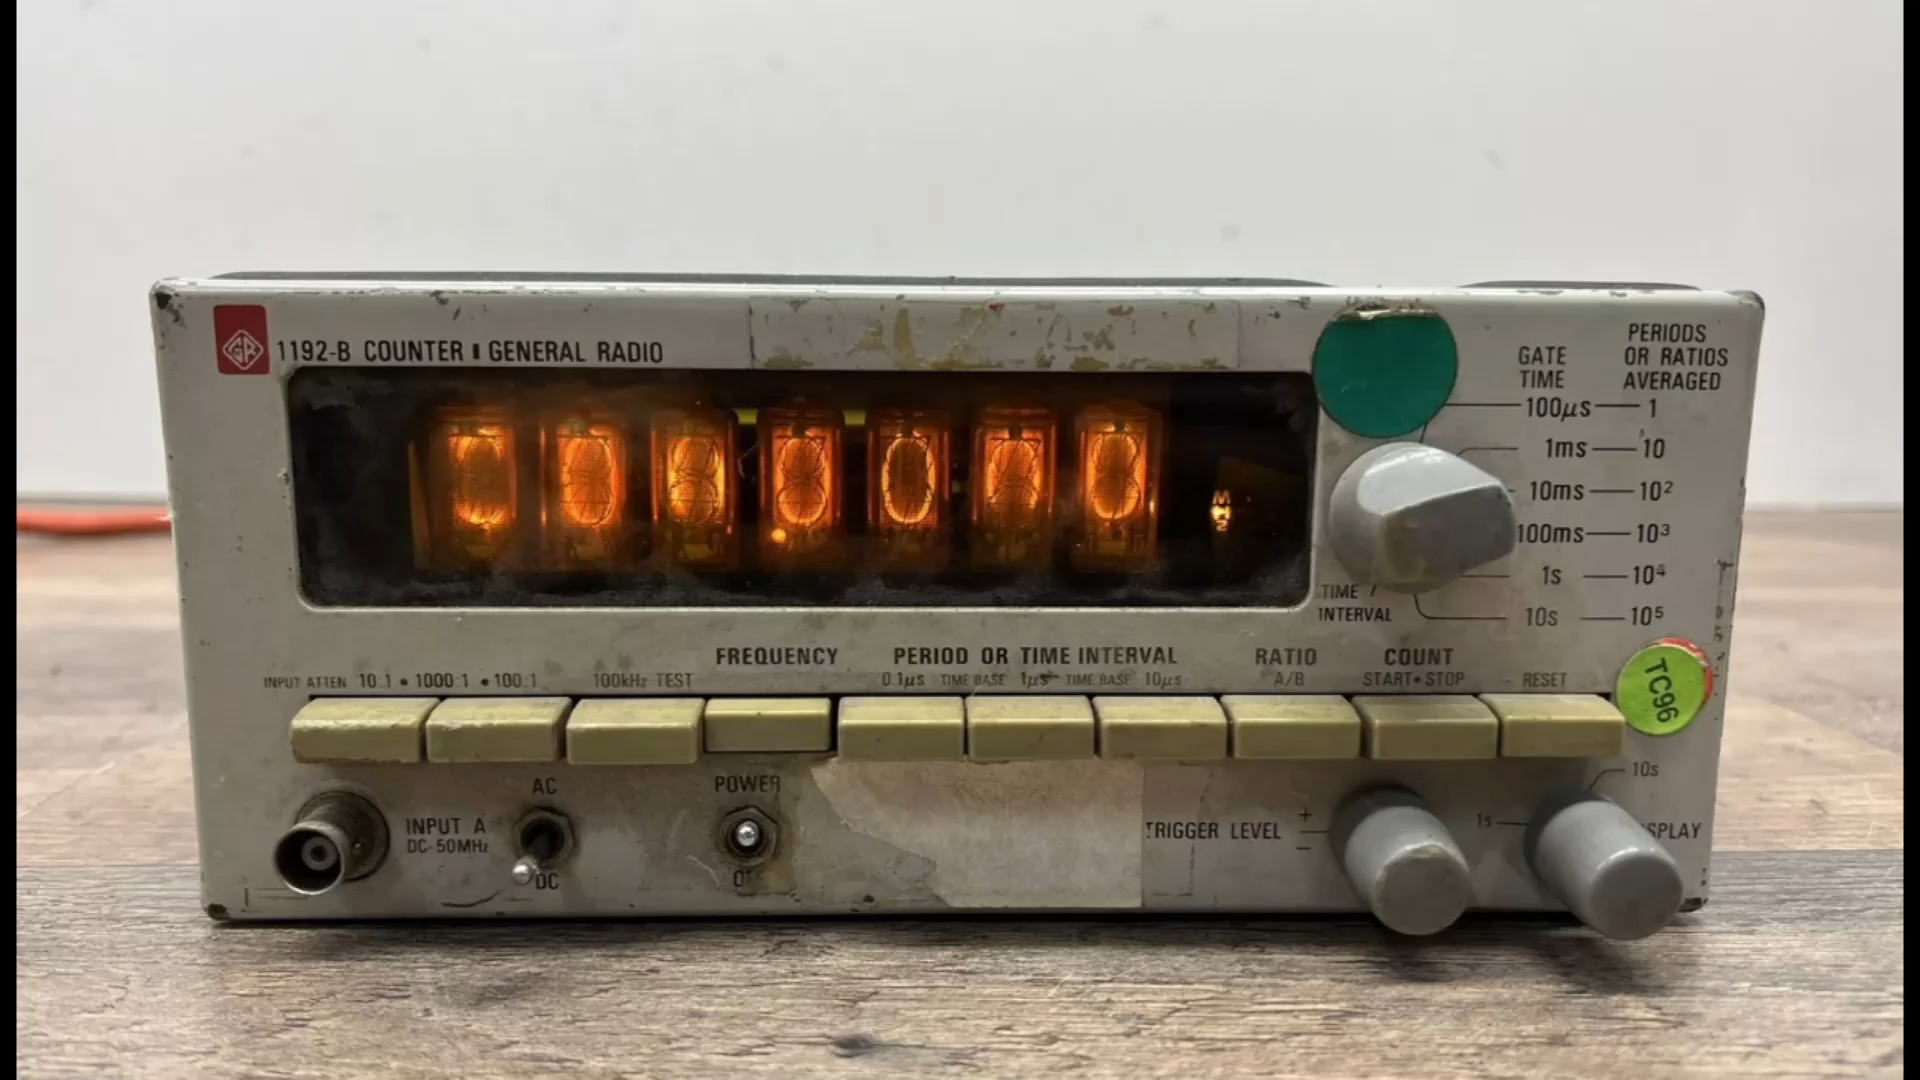 GR
1192-B COUNTER ▮ GENERAL RADIO
PERIODS
OR RATIOS
AVERAGED
GATE
TIME
100µs 1
1ms 10
10ms 10²
100ms 10³
1s 10⁴
10s 10⁵
TIME /
INTERVAL
M
H
Z
FREQUENCY
PERIOD OR TIME INTERVAL
RATIO
COUNT
INPUT ATTEN 10:1 • 1000:1 • 100:1
100kHz TEST
0.1µs TIME BASE 1µs TIME BASE 10µs
A/B
START•STOP
RESET
TC96
AC
POWER
10s
INPUT A
DC-50MHz
DC
TRIGGER LEVEL
+
−
1s